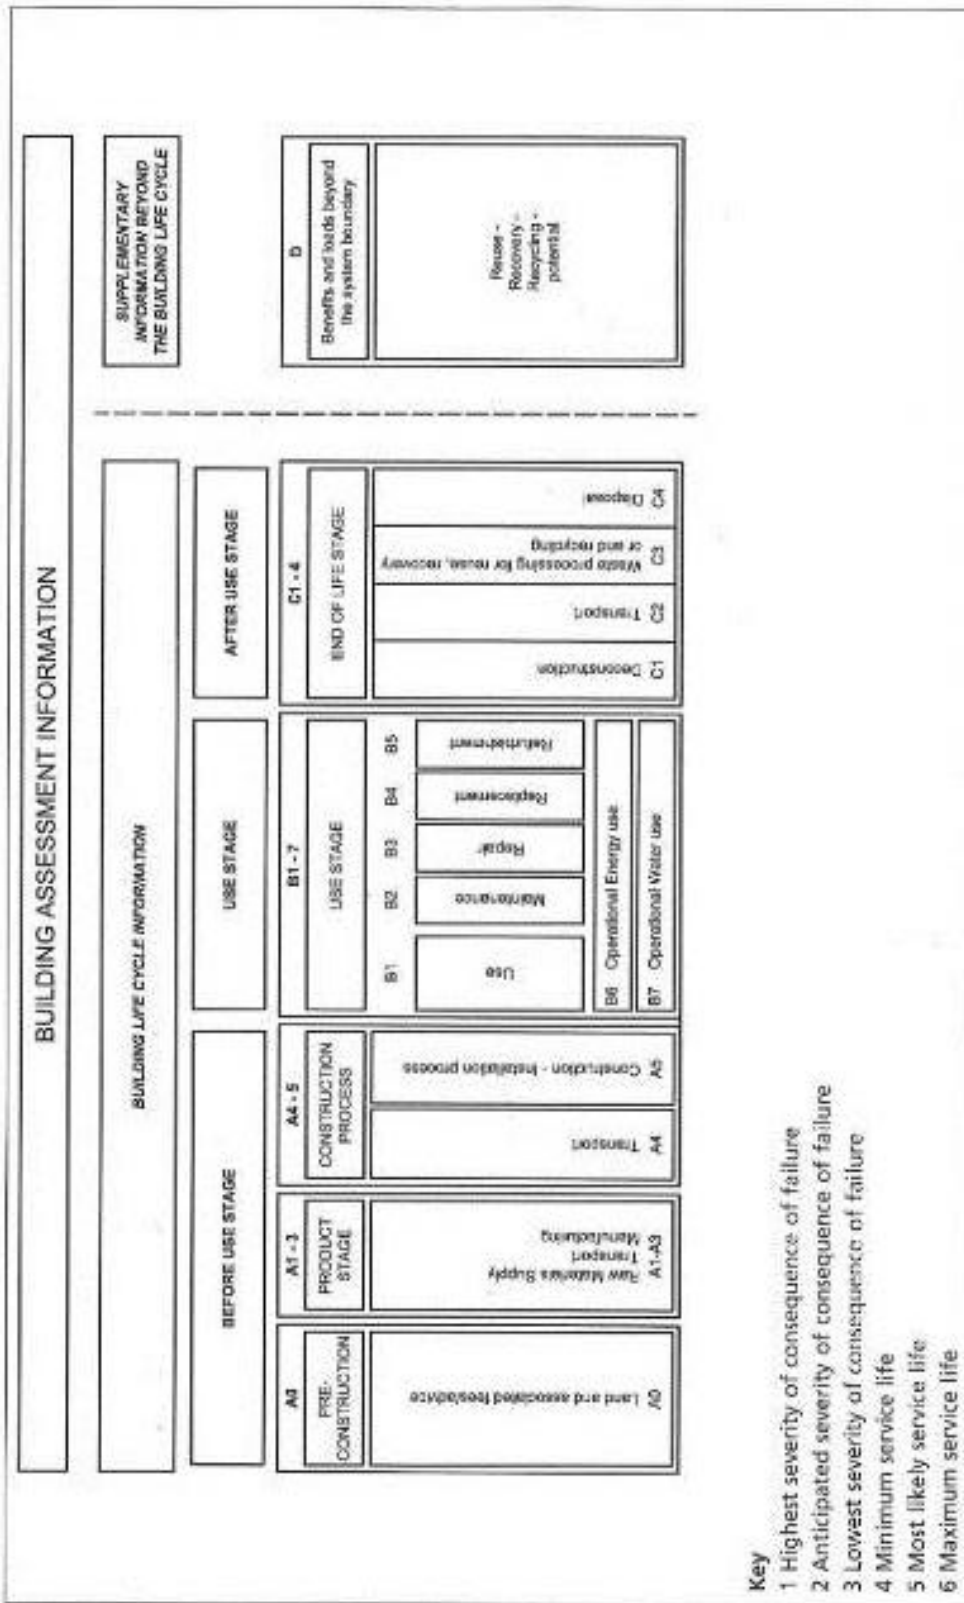 BUILDING ASSESSMENT INFORMATION
BUILDING LIFE CYCLE INFORMATION
SUPPLEMENTARY
INFORMATION BEYOND
THE BUILDING LIFE CYCLE
BEFORE USE STAGE
USE STAGE
AFTER USE STAGE
A0
PRE-
CONSTRUCTION
A0 Land and associated fees/advice
A1 - 3
PRODUCT
STAGE
Raw Materials Supply
Transport
Manufacturing
A1-A3
A4 - 5
CONSTRUCTION
PROCESS
A4 Transport
A5 Construction - Installation process
B1 - 7
USE STAGE
B1
Use
B2
Maintenance
B3
Repair
B4
Replacement
B5
Refurbishment
B6 Operational Energy use
B7 Operational Water use
C1 - 4
END OF LIFE STAGE
C1 Deconstruction
C2 Transport
C3 Waste processing for reuse, recovery
or and recycling
C4 Disposal
D
Benefits and loads beyond
the system boundary
Reuse -
Recovery -
Recycling -
potential
Key
1 Highest severity of consequence of failure
2 Anticipated severity of consequence of failure
3 Lowest severity of consequence of failure
4 Minimum service life
5 Most likely service life
6 Maximum service life